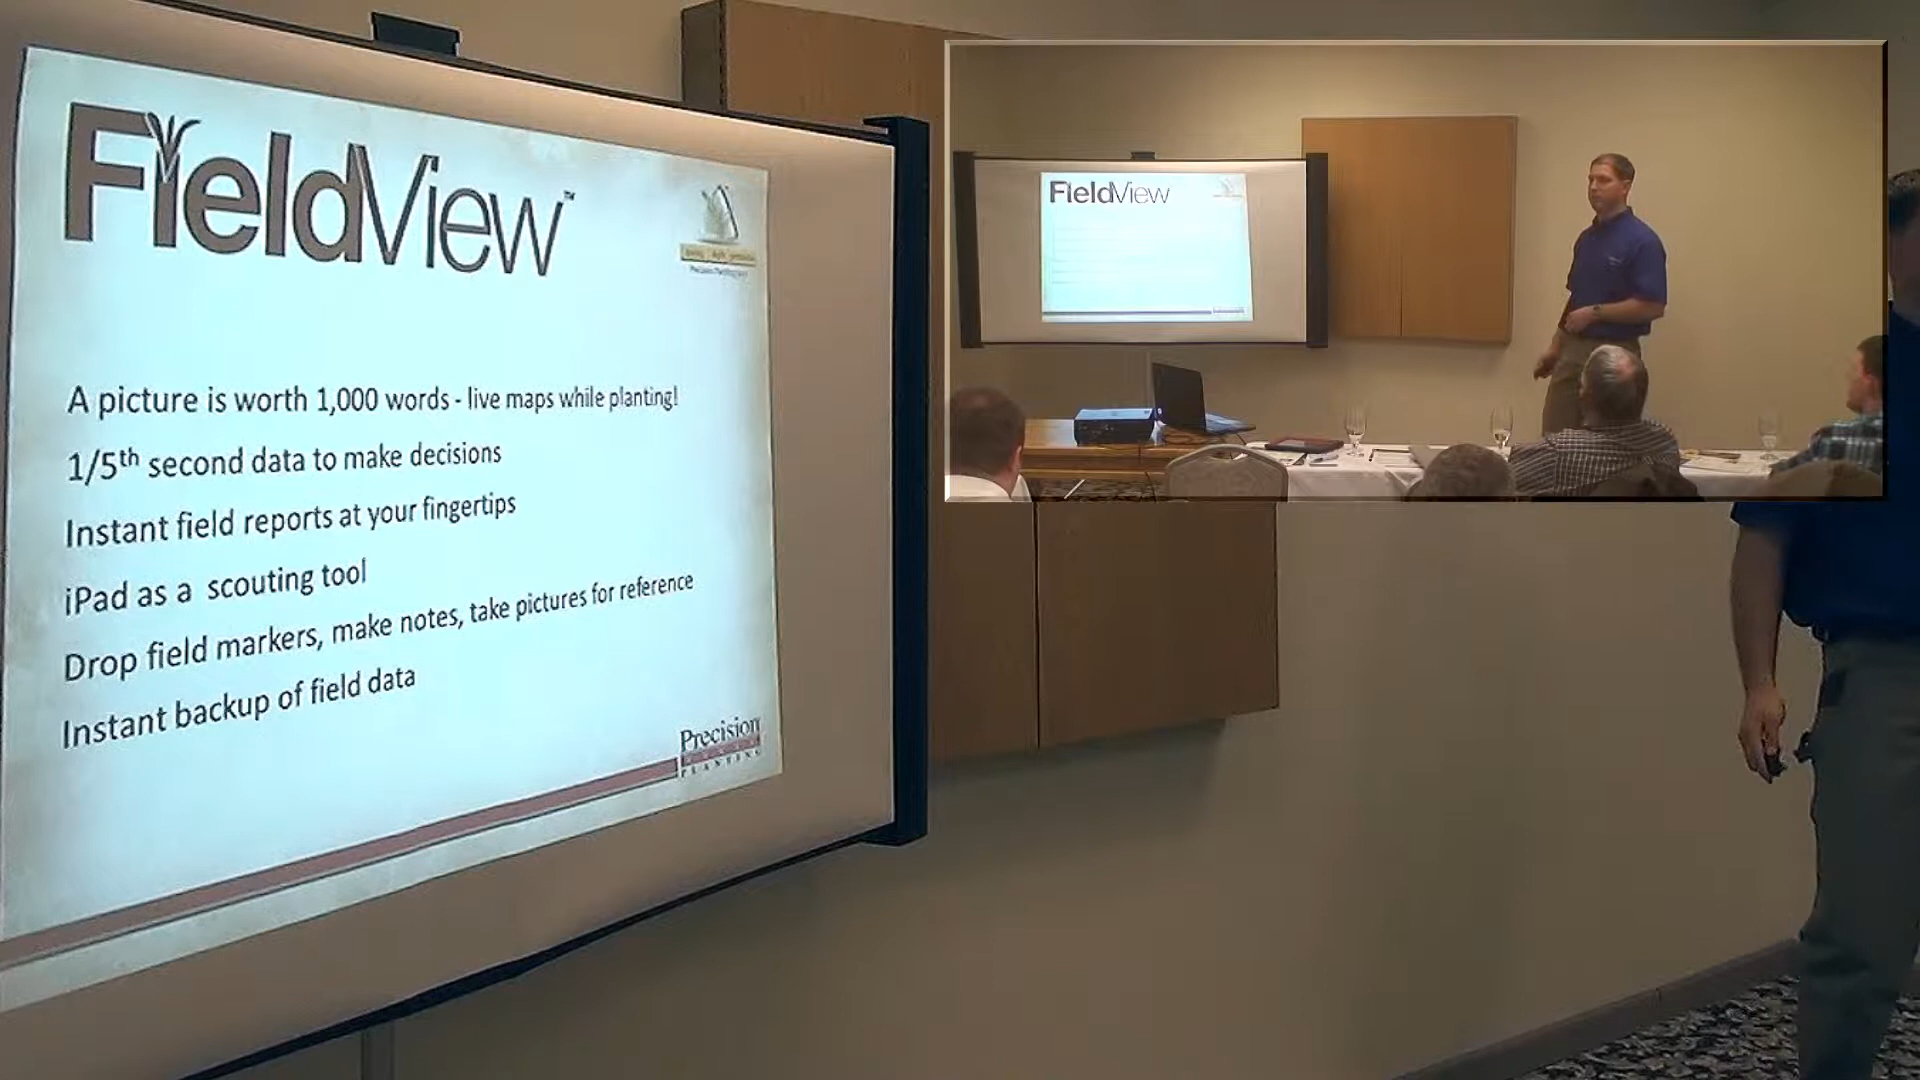 FieldView™
A picture is worth 1,000 words - live maps while planting!
1/5th second data to make decisions
Instant field reports at your fingertips
iPad as a scouting tool
Drop field markers, make notes, take pictures for reference
Instant backup of field data
Precision
PLANTING
FieldView